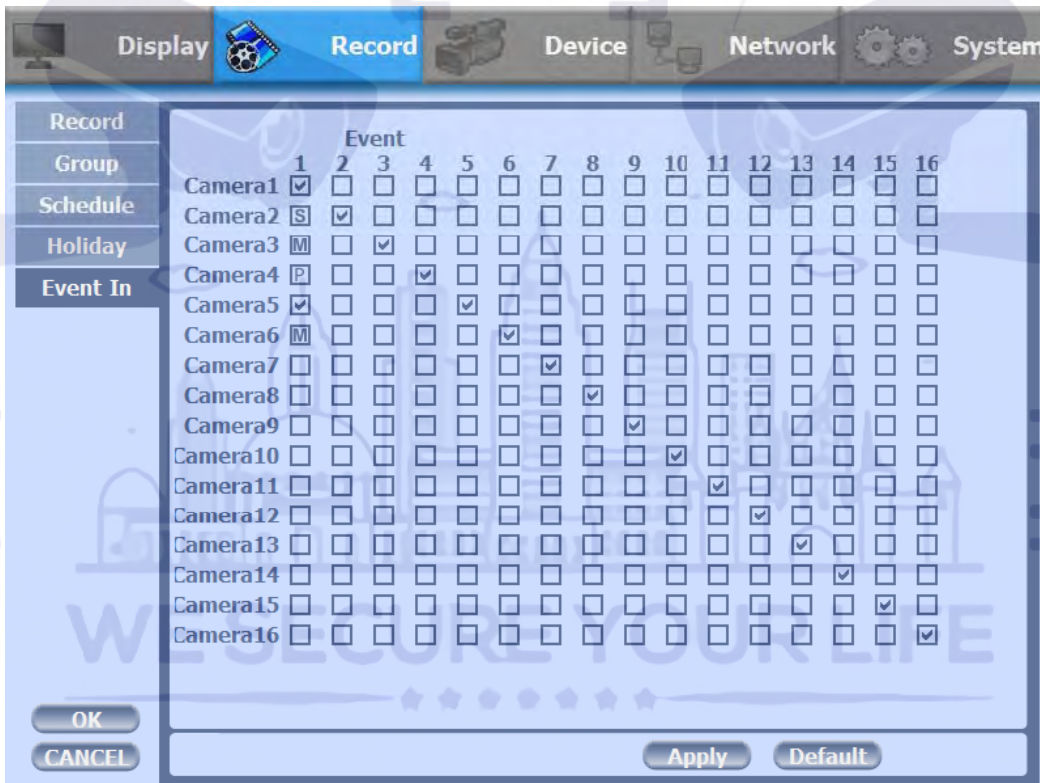 Display Record Device Network System
Record
Group
Schedule
Holiday
Event In
Event
1 2 3 4 5 6 7 8 9 10 11 12 13 14 15 16
Camera1
Camera2 S
Camera3 M
Camera4 P
Camera5
Camera6 M
Camera7
Camera8
Camera9
Camera10
Camera11
Camera12
Camera13
Camera14
Camera15
Camera16
WE SECURE YOUR LIFE
OK
CANCEL
Apply Default